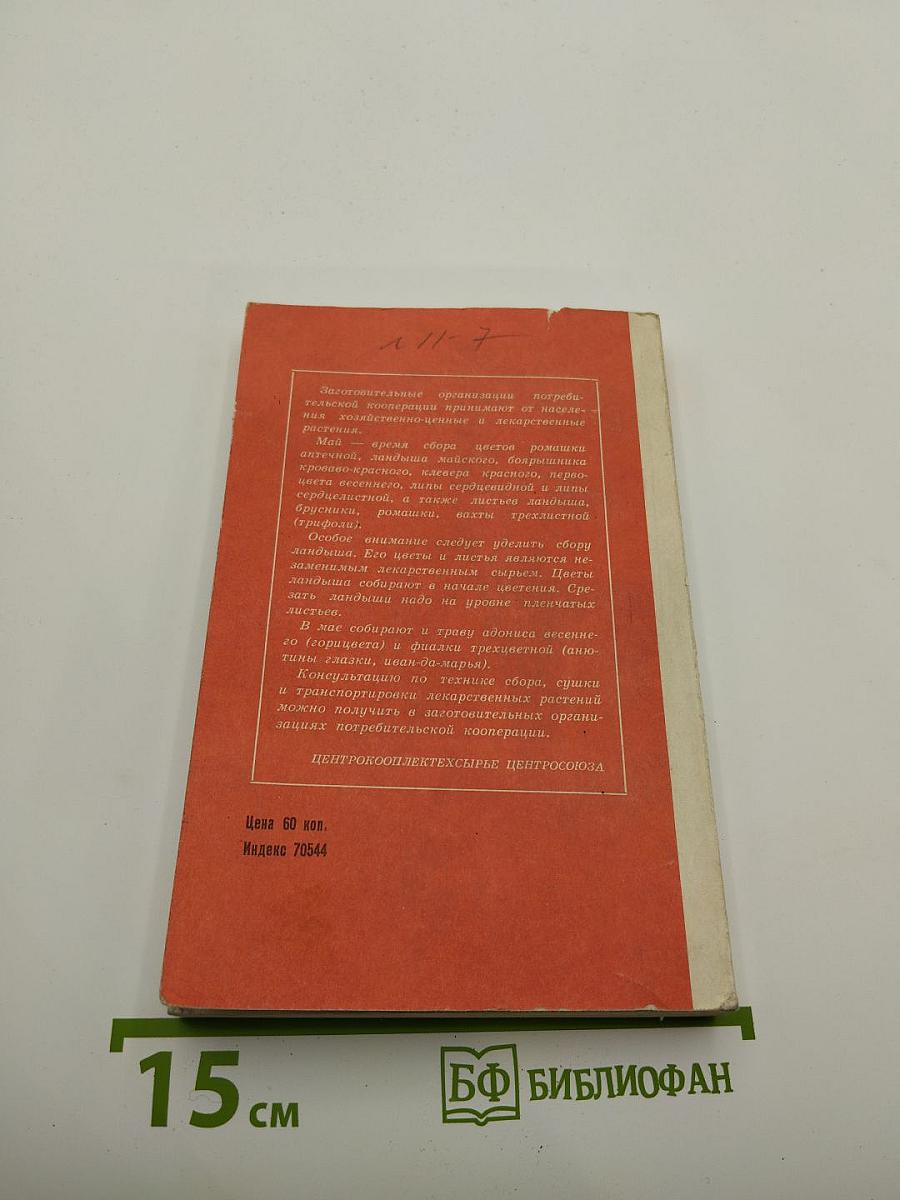 л 11-7
Заготовительные организации потреби-
тельской кооперации принимают от населе-
ния хозяйственно-ценные и лекарственные
растения.
Май — время сбора цветов ромашки
аптечной, ландыша майского, боярышника
кроваво-красного, клевера красного, перво-
цвета весеннего, липы сердцевидной и липы
сердцелистной, а также листьев ландыша,
брусники, ромашки, вахты трехлистной
(трифоли).
Особое внимание следует уделить сбору
ландыша. Его цветы и листья являются не-
заменимым лекарственным сырьем. Цветы
ландыша собирают в начале цветения. Сре-
зать ландыши надо на уровне пленчатых
листьев.
В мае собирают и траву адониса весенне-
го (горицвета) и фиалки трехцветной (аню-
тины глазки, иван-да-марья).
Консультацию по технике сбора, сушки
и транспортировки лекарственных растений
можно получить в заготовительных органи-
зациях потребительской кооперации.
ЦЕНТРОКООПЛЕКТЕХСЫРЬЕ ЦЕНТРОСОЮЗА
Цена 60 коп.
Индекс 70544
15 см
БФ БИБЛИОФАН